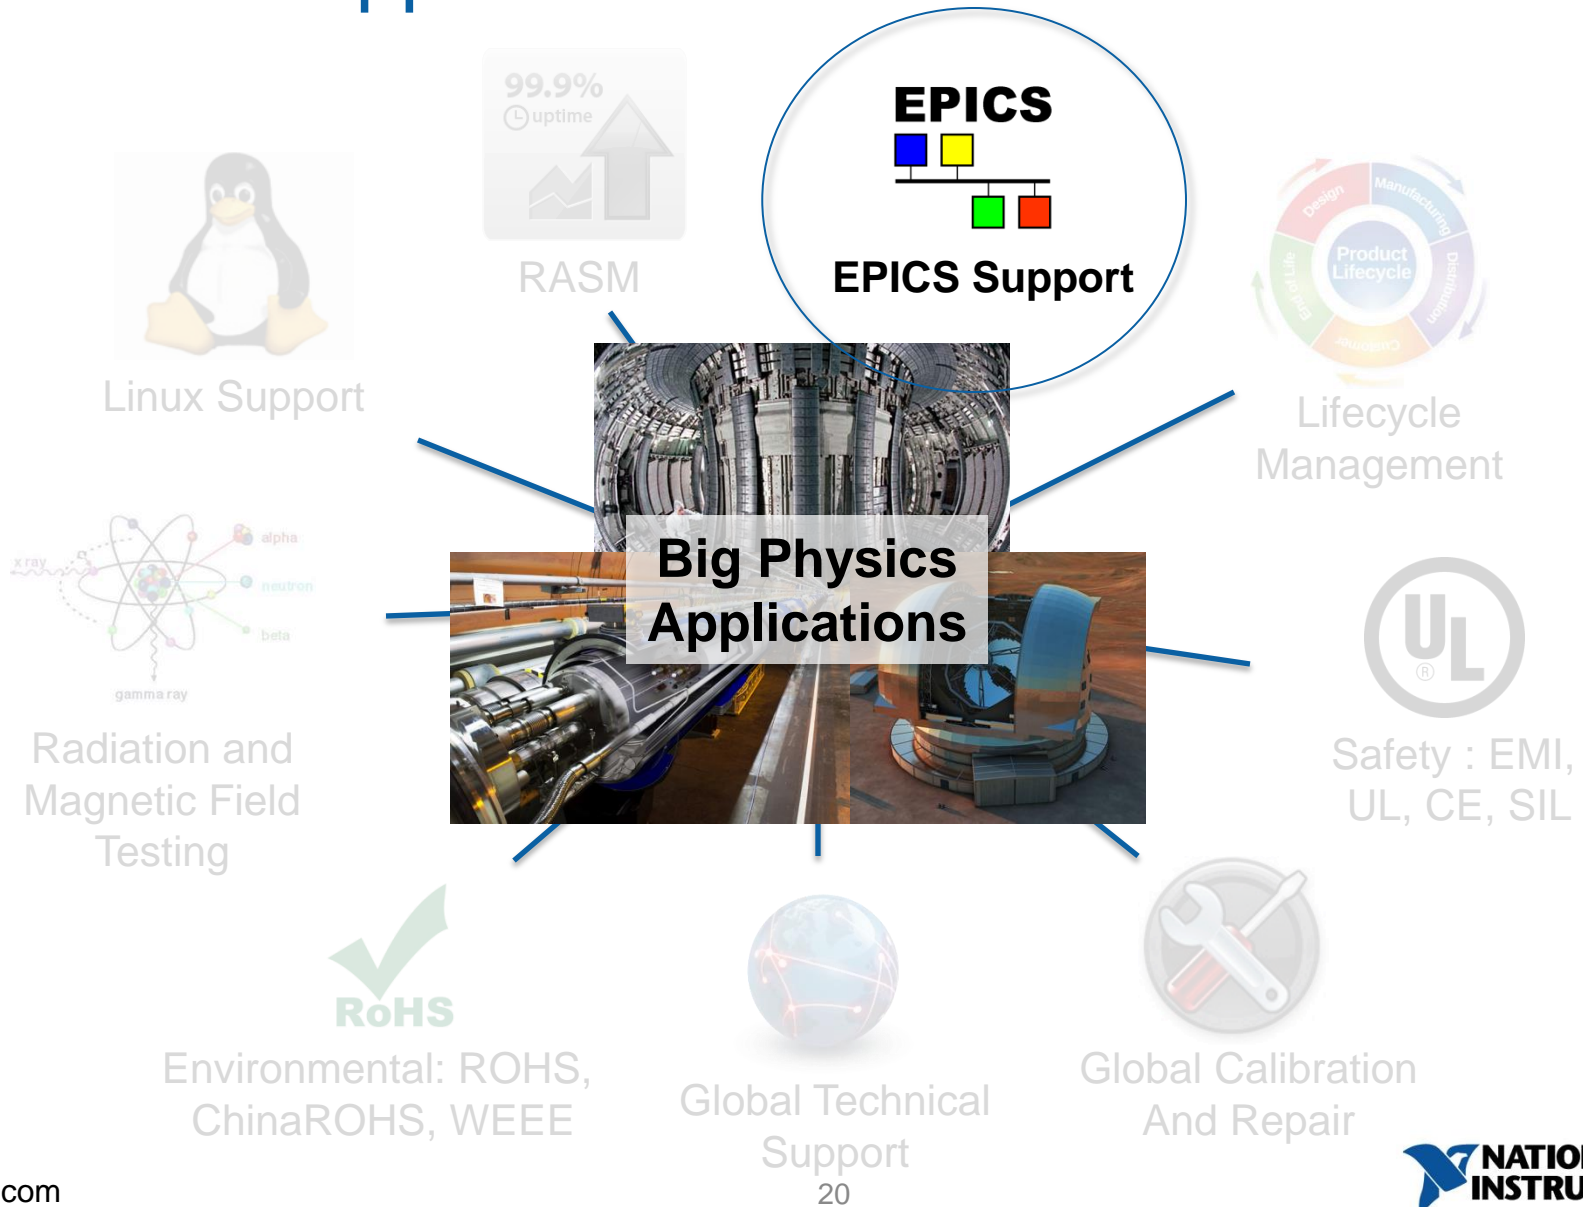 99.9%
uptime
RASM
EPICS
EPICS Support
Linux Support
Design
Manufacturing
Distribution
Customer
End of Life
Product
Lifecycle
Lifecycle
Management
x ray
alpha
neutron
beta
gamma ray
Radiation and
Magnetic Field
Testing
Big Physics
Applications
UL
®
Safety : EMI,
UL, CE, SIL
RoHS
Environmental: ROHS,
ChinaROHS, WEEE
Global Technical
Support
Global Calibration
And Repair
com
20
NATIO
INSTRU